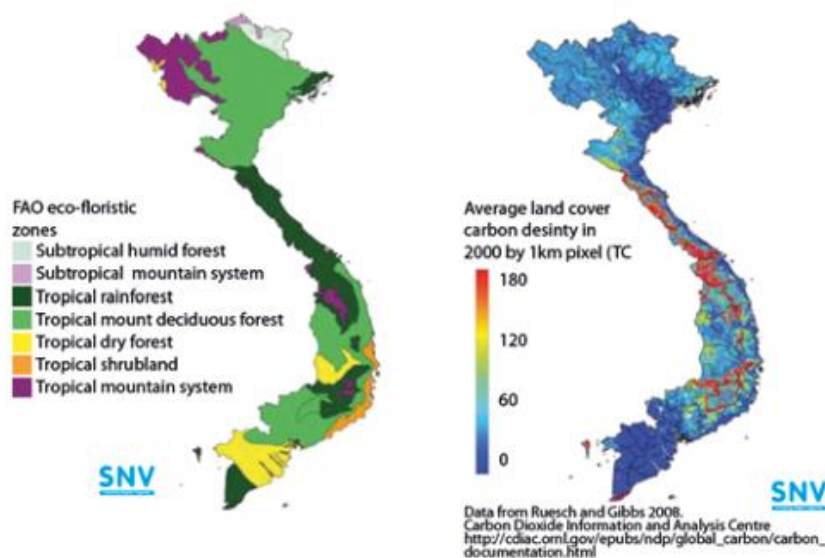 FAO eco-floristic
zones
Subtropical humid forest
Subtropical mountain system
Tropical rainforest
Tropical mount deciduous forest
Tropical dry forest
Tropical shrubland
Tropical mountain system
SNV
Average land cover
carbon desinty in
2000 by 1km pixel (TC
180
120
60
0
SNV
Data from Ruesch and Gibbs 2008.
Carbon Dioxide Information and Analysis Centre
http://cdiac.ornl.gov/epubs/ndp/global_carbon/carbon_
documentation.html